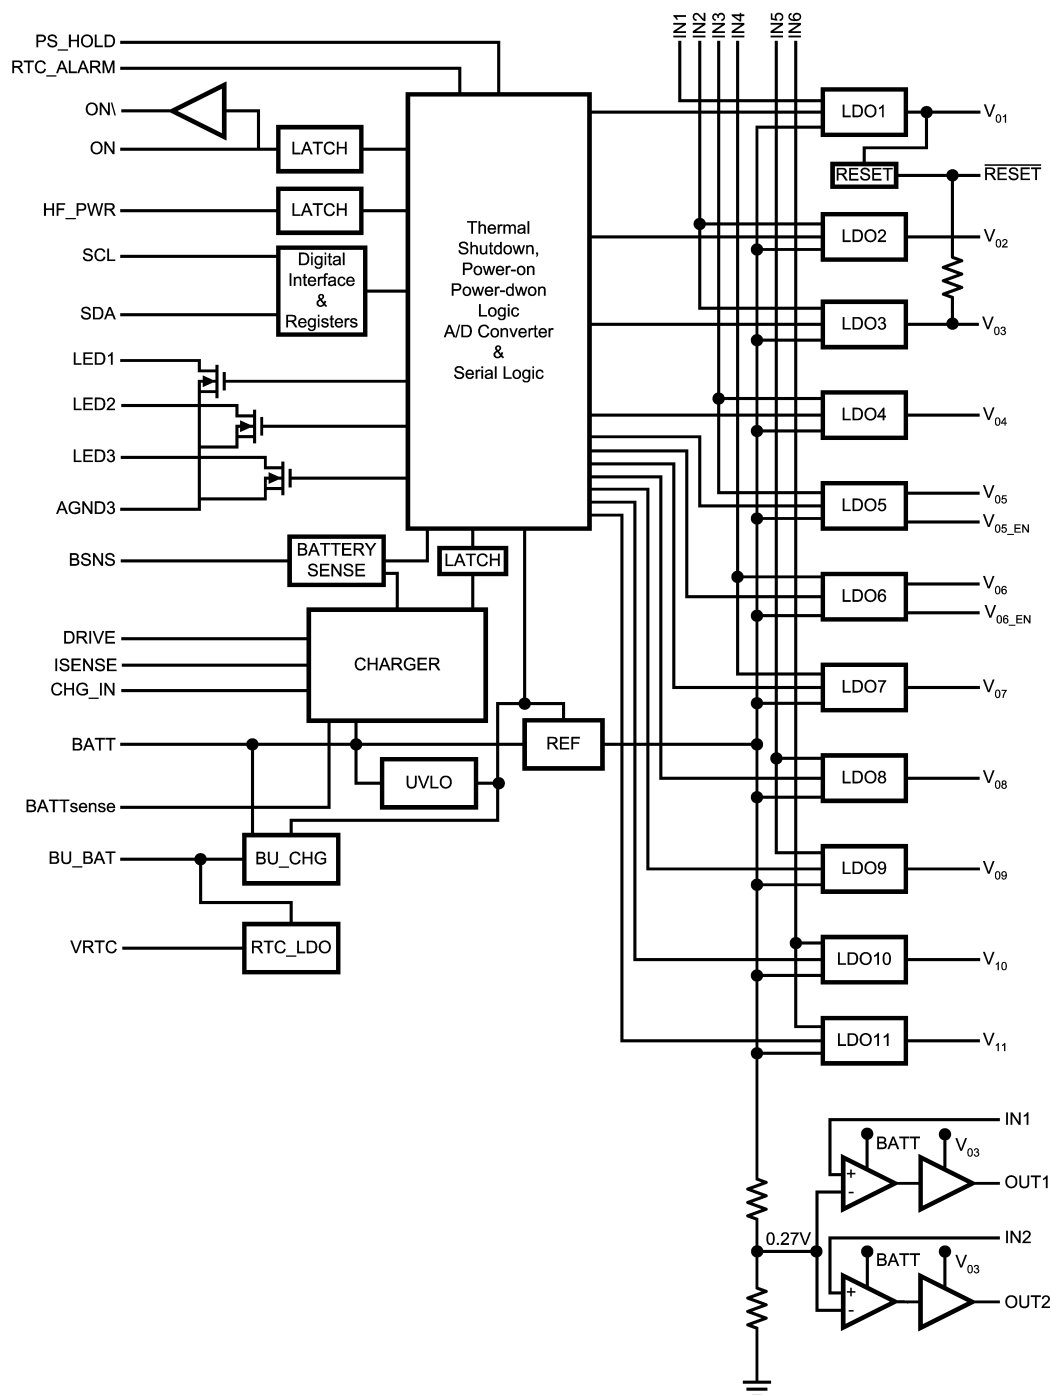 IN1
IN2
IN3
IN4
IN5
IN6
PS_HOLD
RTC_ALARM
ON\
ON
LATCH
HF_PWR
LATCH
SCL
SDA
Digital
Interface
&
Registers
LED1
LED2
LED3
AGND3
Thermal
Shutdown,
Power-on
Power-dwon
Logic
A/D Converter
&
Serial Logic
BSNS
BATTERY
SENSE
LATCH
DRIVE
ISENSE
CHG_IN
CHARGER
BATT
REF
UVLO
BATTsense
BU_BAT
BU_CHG
VRTC
RTC_LDO
LDO1
V01
RESET
RESET
LDO2
V02
LDO3
V03
LDO4
V04
LDO5
V05
V05_EN
LDO6
V06
V06_EN
LDO7
V07
LDO8
V08
LDO9
V09
LDO10
V10
LDO11
V11
IN1
BATT
V03
+
-
OUT1
0.27V
IN2
BATT
V03
+
-
OUT2